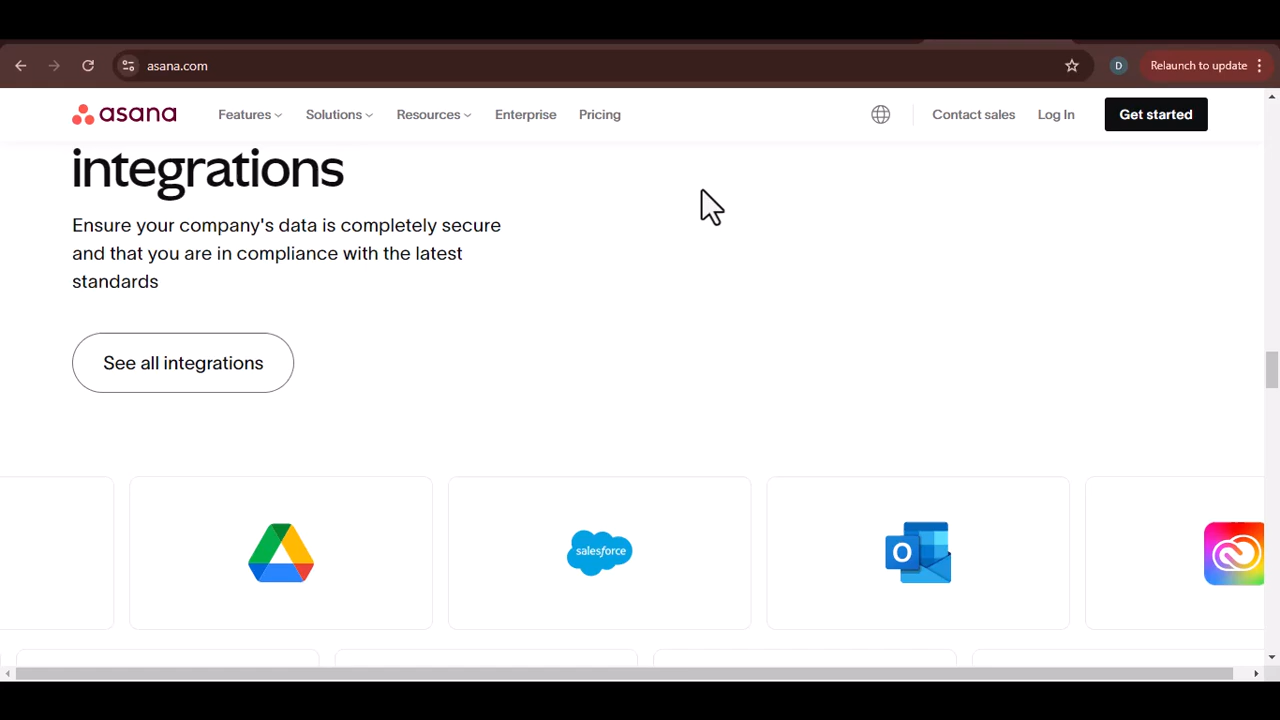 asana.com
D
Relaunch to update
asana
Features
Solutions
Resources
Enterprise
Pricing
Contact sales
Log In
Get started
integrations
Ensure your company's data is completely secure
and that you are in compliance with the latest
standards
See all integrations
salesforce
O